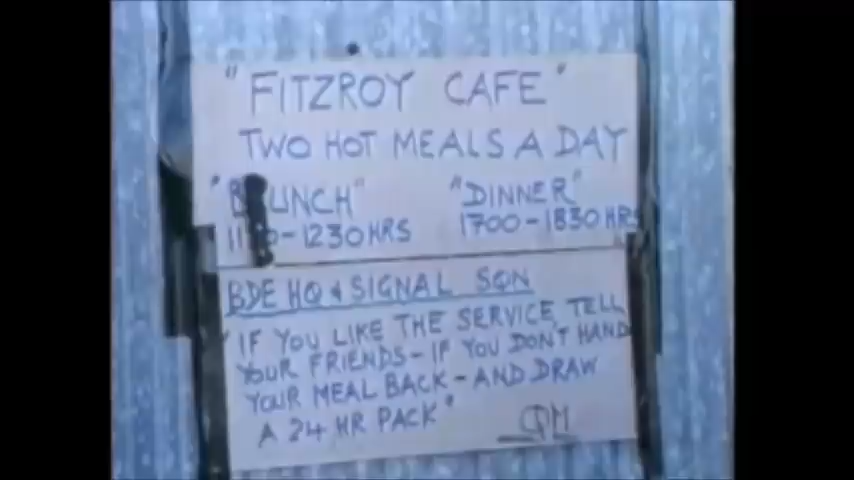 "FITZROY CAFE"
TWO HOT MEALS A DAY
"BRUNCH" "DINNER"
-1230HRS 1700-1830HRS
BDE HQ & SIGNAL SQN
"IF YOU LIKE THE SERVICE TELL
YOUR FRIENDS - IF YOU DON'T HAND
YOUR MEAL BACK - AND DRAW
A 24 HR PACK"